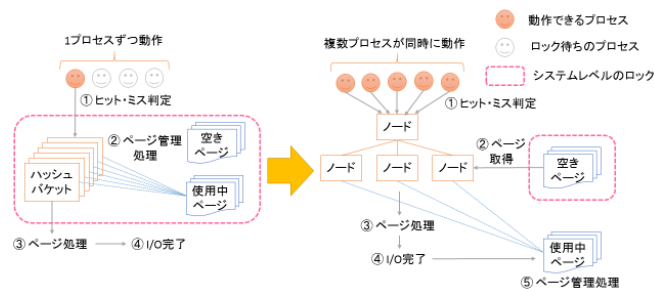 1プロセスずつ動作
①ヒット・ミス判定
②ページ管理
処理
空き
ページ
ハッシュ
バケット
使用中
ページ
③ページ処理
④I/O完了
複数プロセスが同時に動作
①ヒット・ミス判定
ノード
ノード
ノード
ノード
②ページ
取得
空き
ページ
③ページ処理
④I/O完了
使用中
ページ
⑤ページ管理処理
動作できるプロセス
ロック待ちのプロセス
システムレベルのロック